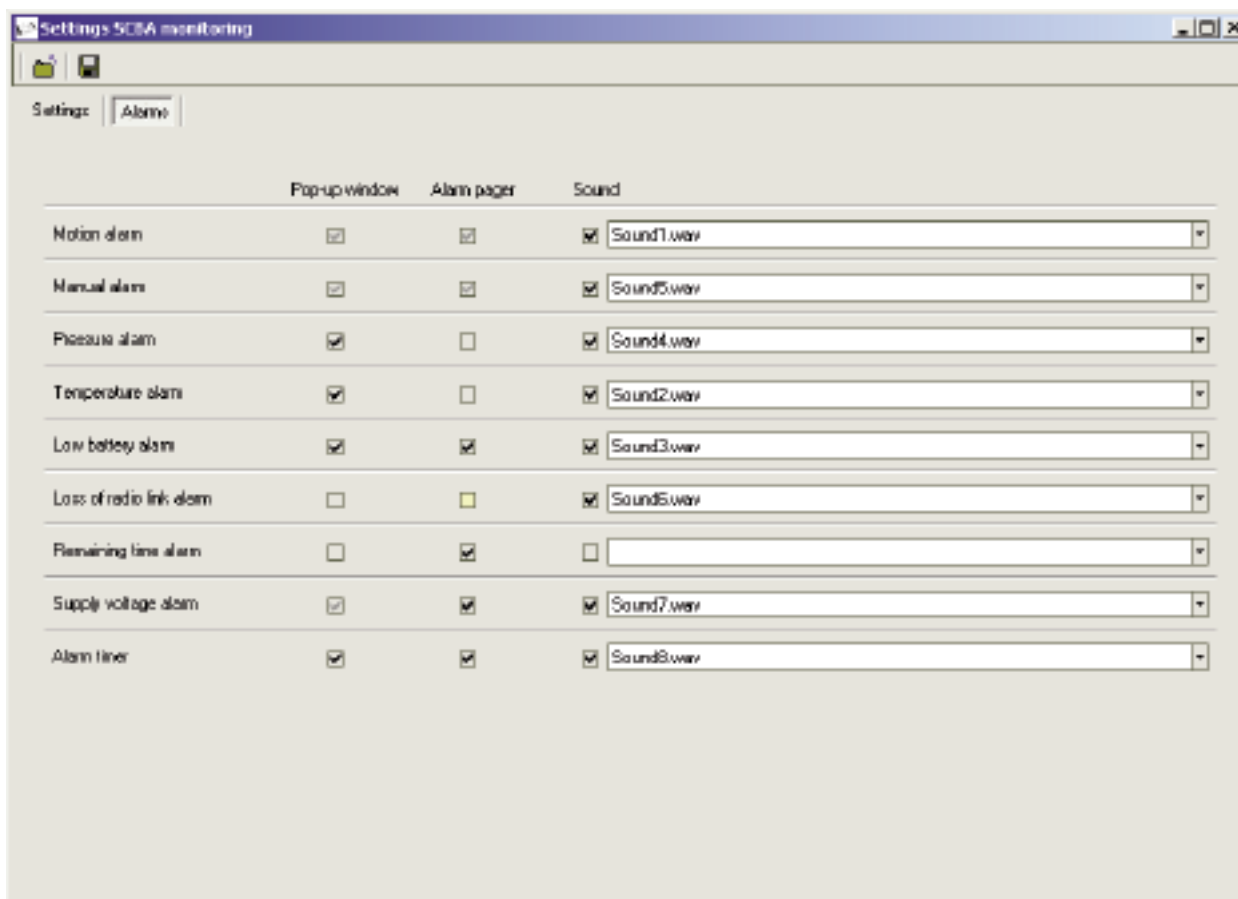 Settings SCBA monitoring
Settings Alarms
Pop-up window Alarm pager Sound
Motion alarm Sound1.wav
Manual alarm Sound5.wav
Pressure alarm Sound4.wav
Temperature alarm Sound2.wav
Low battery alarm Sound3.wav
Loss of radio link alarm Sound6.wav
Remaining time alarm
Supply voltage alarm Sound7.wav
Alarm timer Sound8.wav